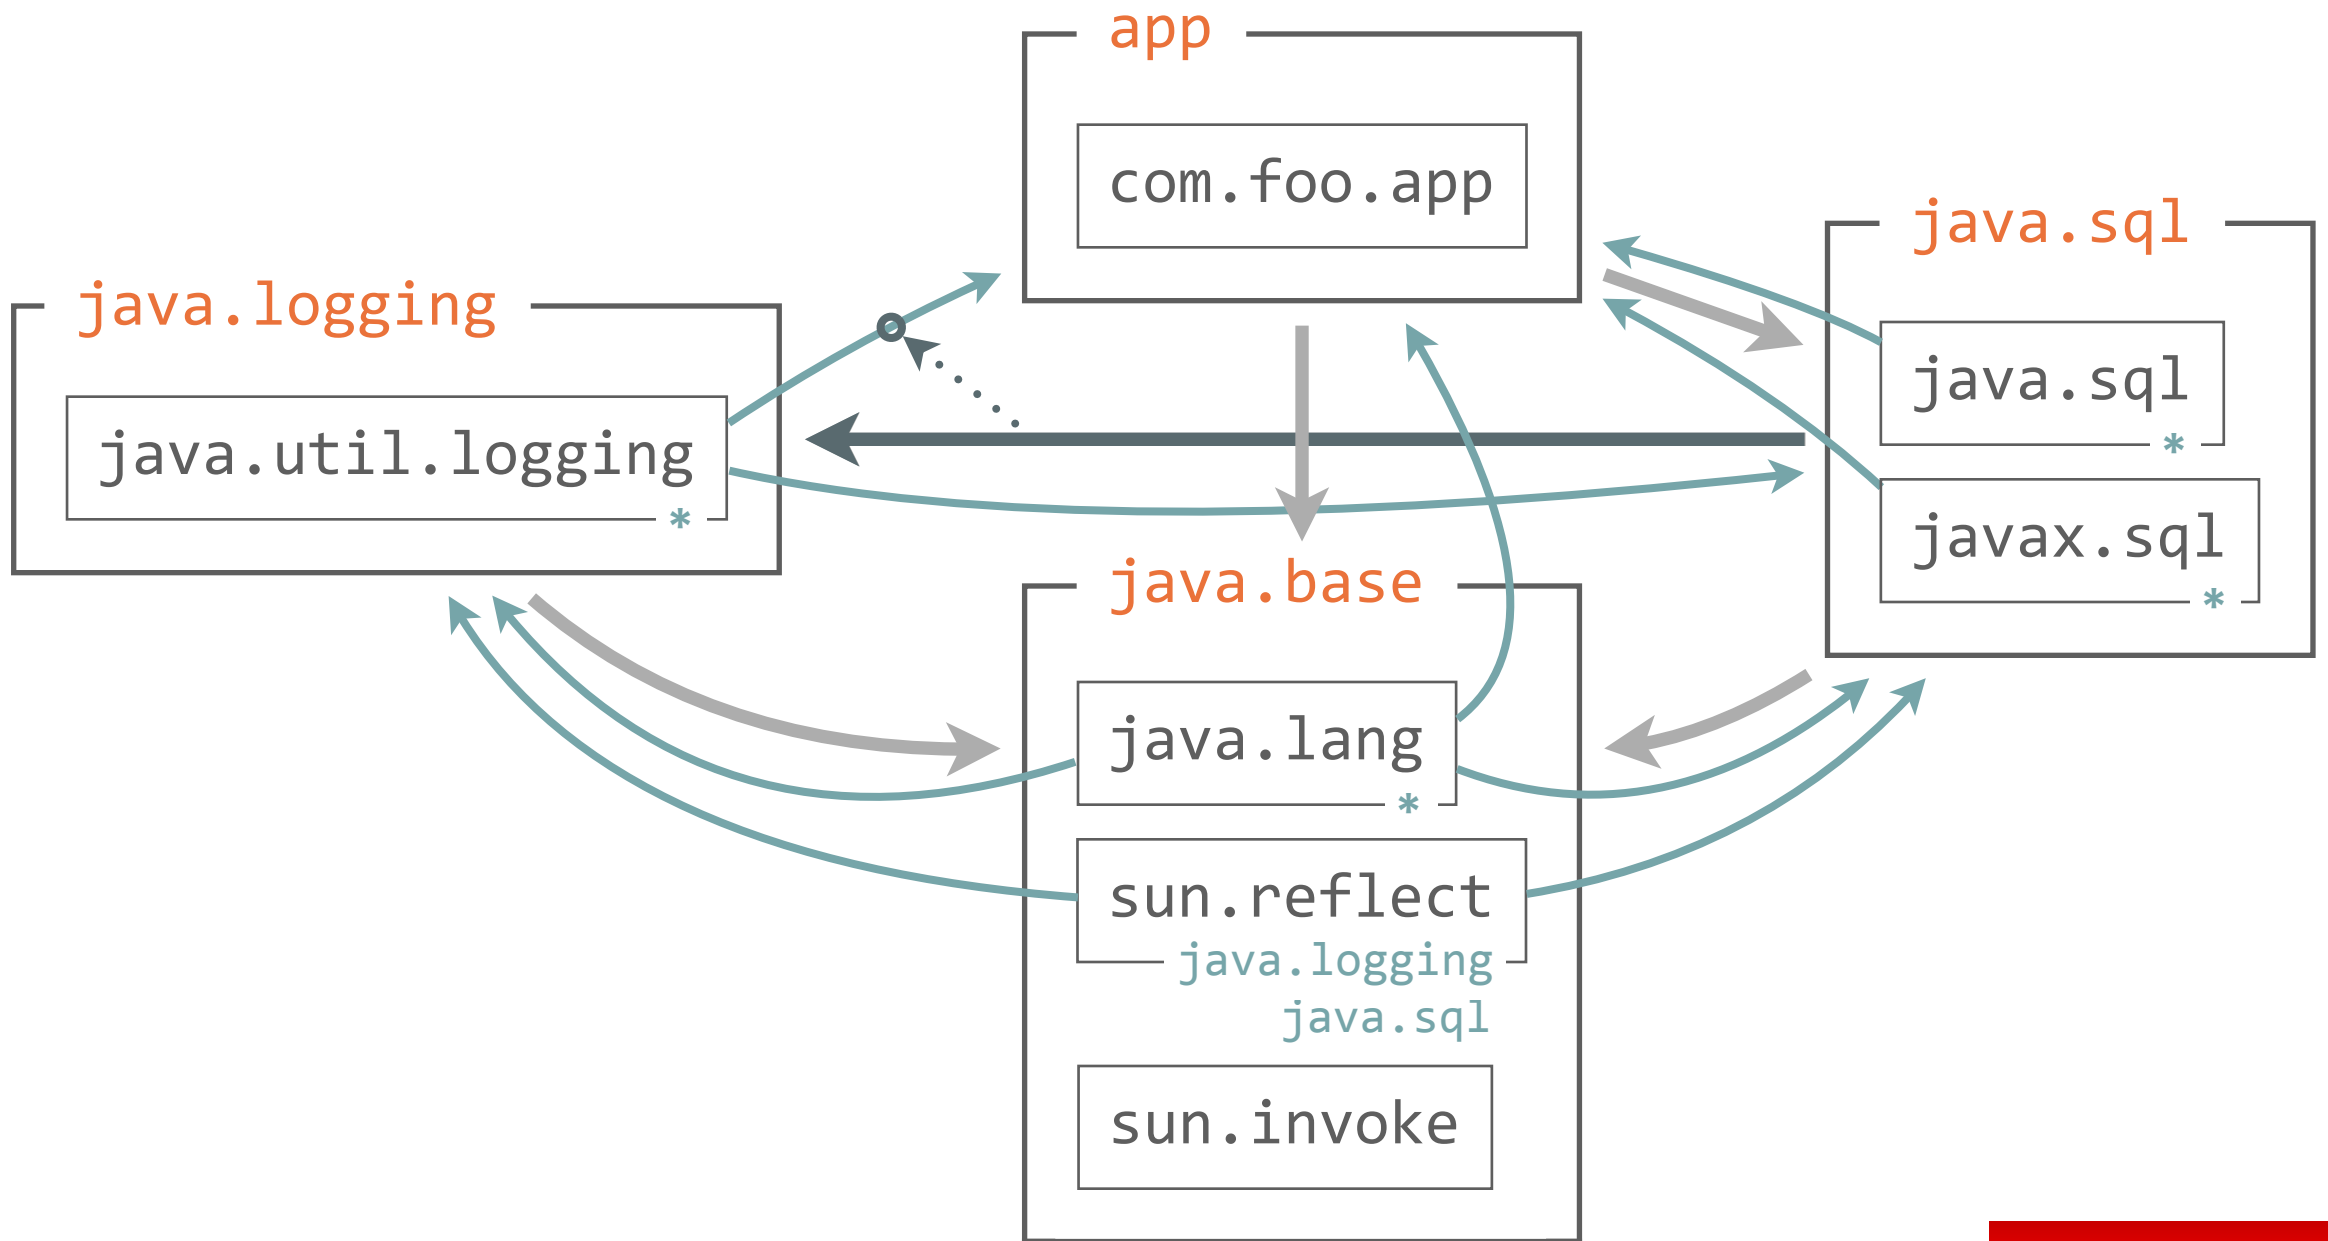 app
com.foo.app
java.logging
java.util.logging
*
java.sql
java.sql
*
javax.sql
*
java.base
java.lang
*
sun.reflect
java.logging
java.sql
sun.invoke